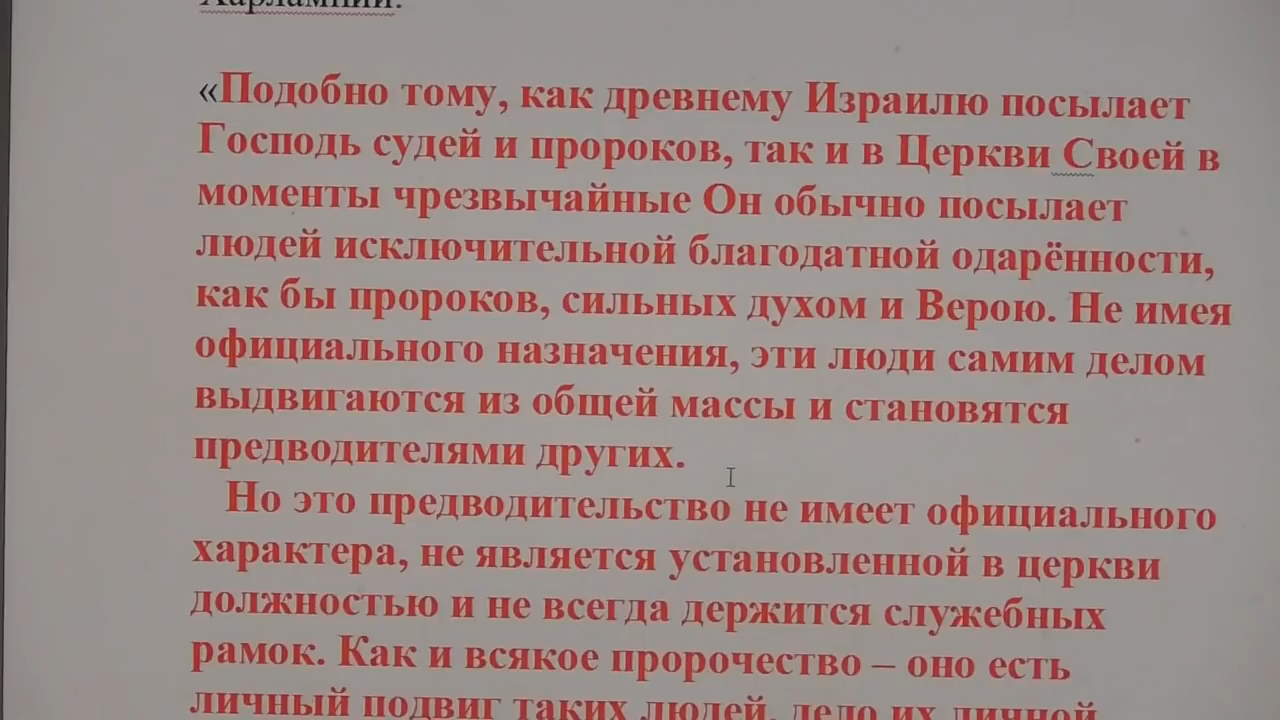 Харлампий.
«Подобно тому, как древнему Израилю посылает
Господь судей и пророков, так и в Церкви Своей в
моменты чрезвычайные Он обычно посылает
людей исключительной благодатной одарённости,
как бы пророков, сильных духом и Верою. Не имея
официального назначения, эти люди самим делом
выдвигаются из общей массы и становятся
предводителями других.
Но это предводительство не имеет официального
характера, не является установленной в церкви
должностью и не всегда держится служебных
рамок. Как и всякое пророчество – оно есть
личный подвиг таких людей, дело их личной